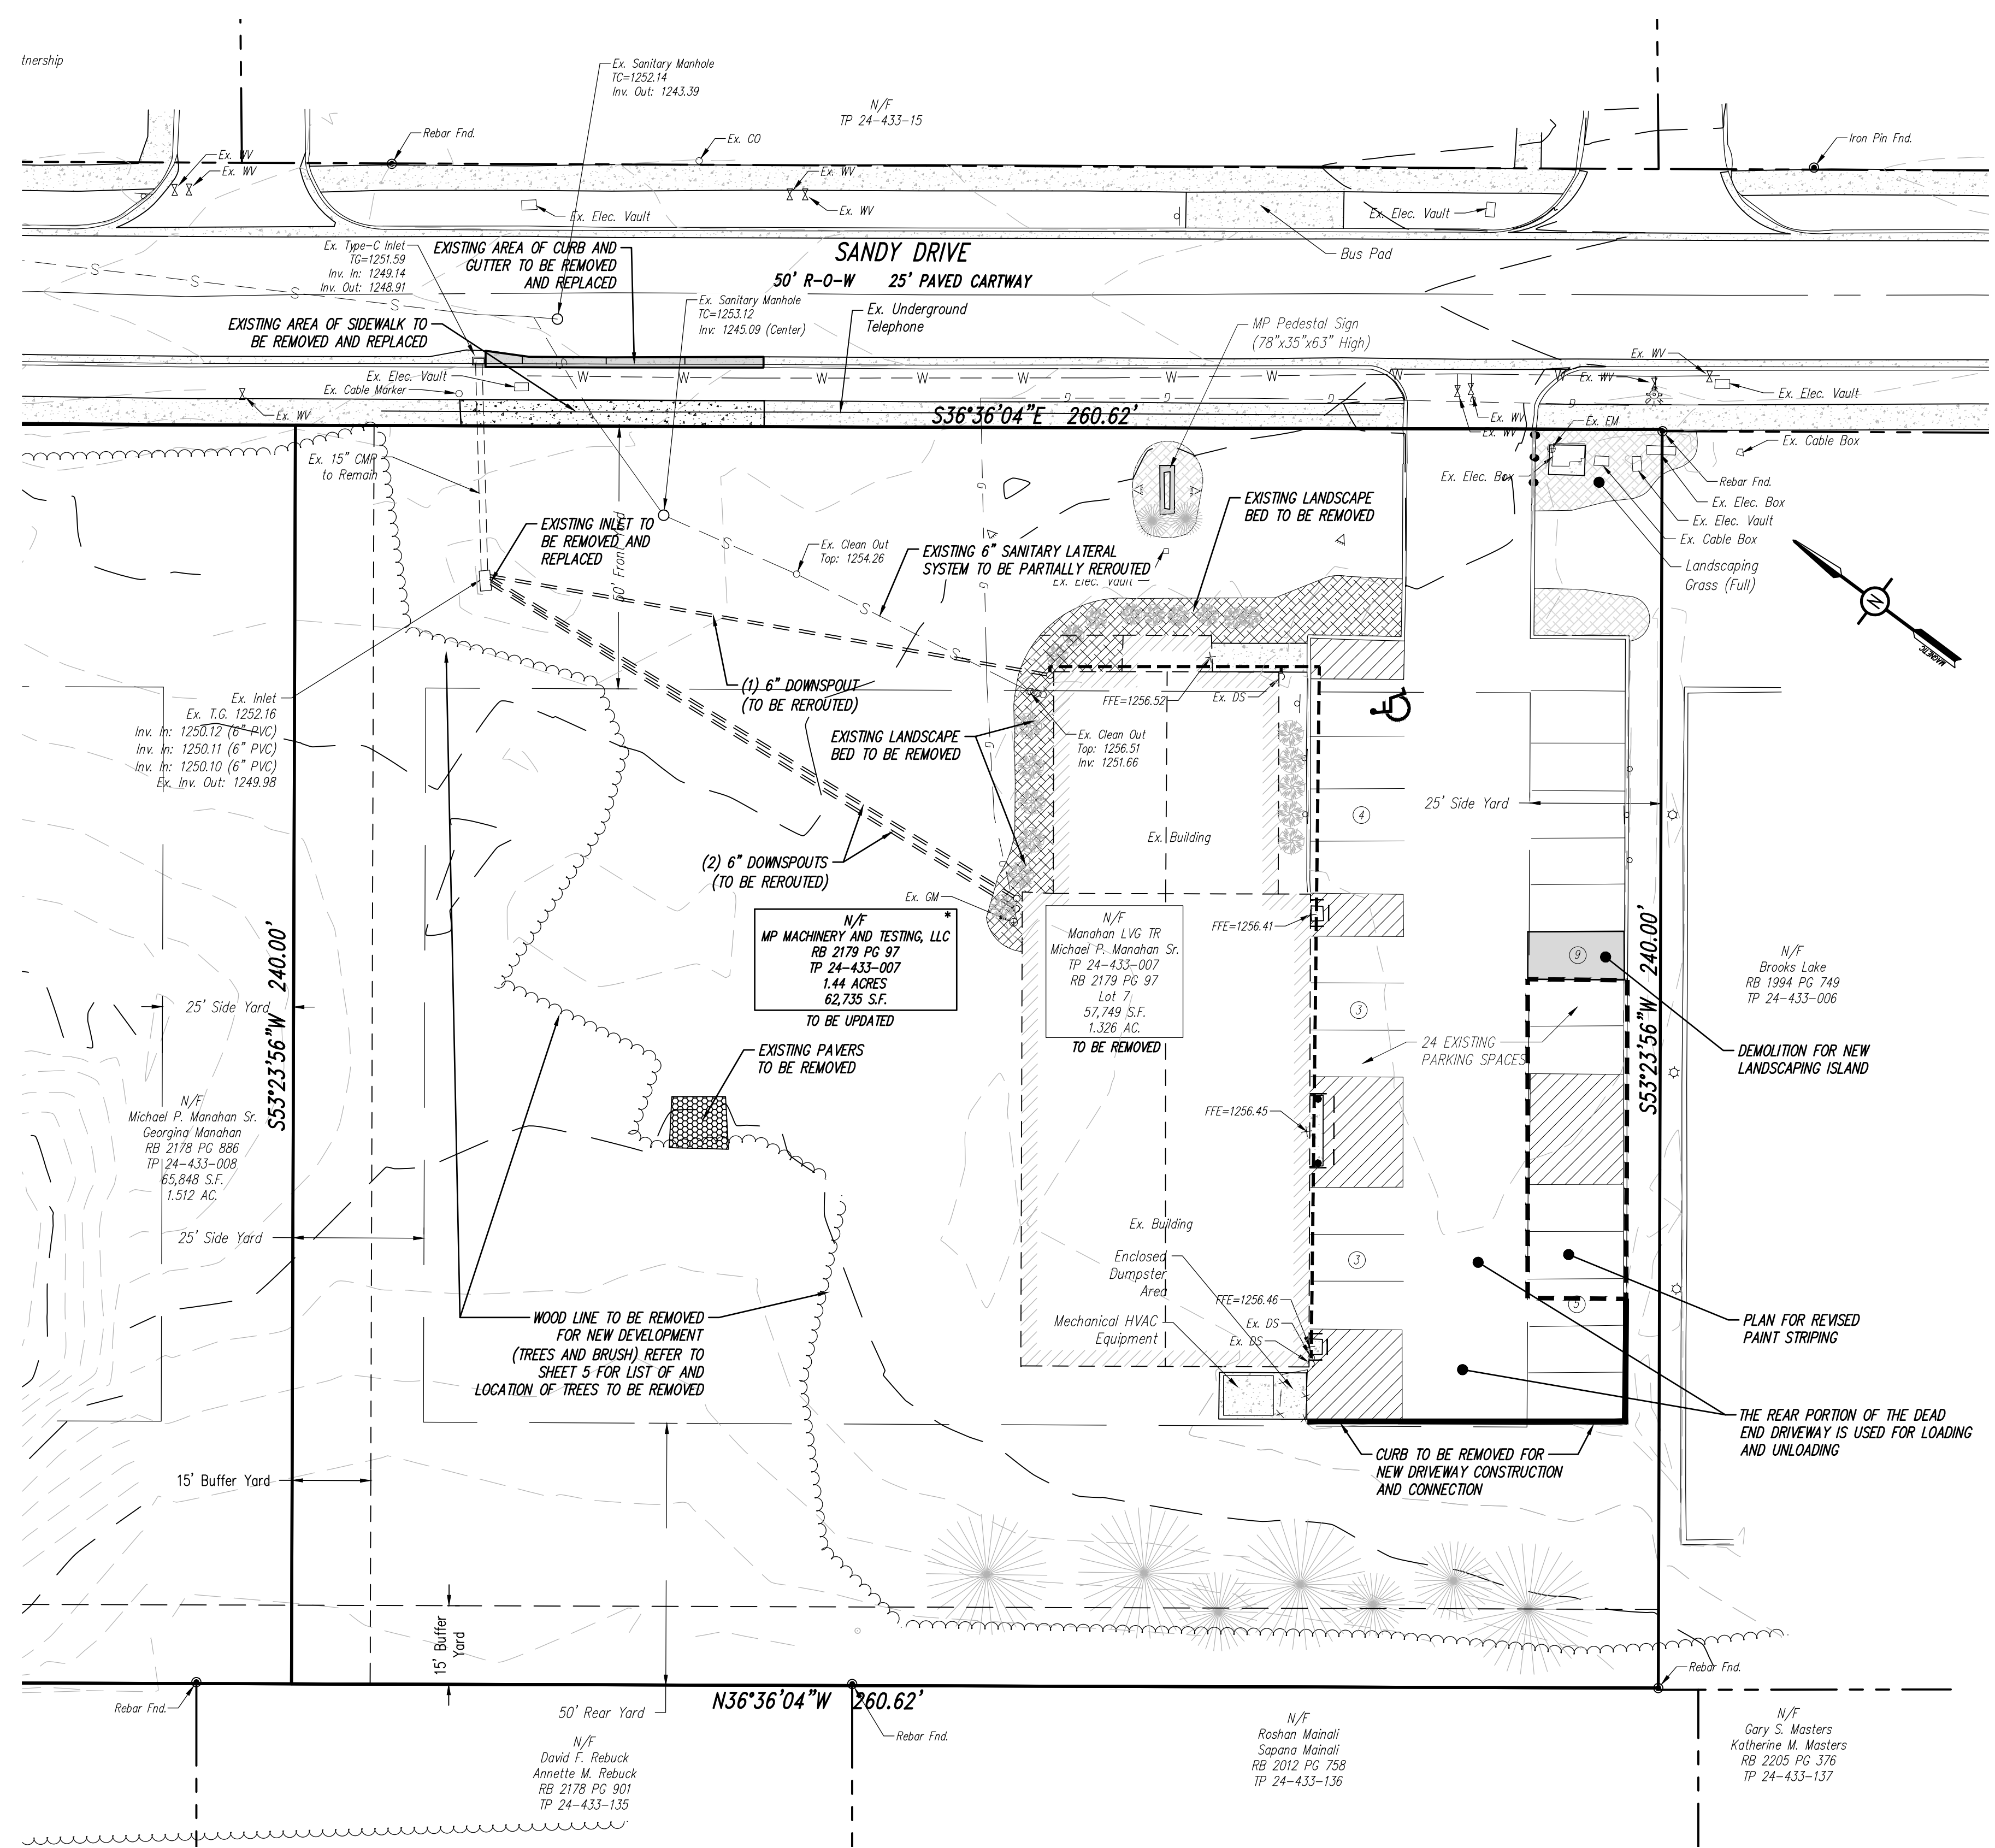 tnership
Ex. Sanitary Manhole
TC=1252.14
Inv. Out: 1243.39
N/F
TP 24-433-15
Rebar Fnd.
Ex. CO
Iron Pin Fnd.
Ex. WV
Ex. WV
Ex. WV
Ex. WV
Ex. Elec. Vault
Ex. Elec. Vault
Bus Pad
SANDY DRIVE
50' R-O-W 25' PAVED CARTWAY
Ex. Type-C Inlet
TG=1251.59
Inv. In: 1249.14
Inv. Out: 1248.91
EXISTING AREA OF CURB AND
GUTTER TO BE REMOVED
AND REPLACED
S
S
S
Ex. Sanitary Manhole
TC=1253.12
Inv: 1245.09 (Center)
Ex. Underground
Telephone
MP Pedestal Sign
(78"x35"x63" High)
EXISTING AREA OF SIDEWALK TO
BE REMOVED AND REPLACED
Ex. Elec. Vault
Ex. Cable Marker
Ex. WV
W W W W W W W W W W
Ex. WV
Ex. WV
Ex. Elec. Vault
Ex. WV
Ex. WV
S36°36'04"E 260.62'
Ex. EM
Ex. Cable Box
Ex. Elec. Box
Rebar Fnd.
Ex. Elec. Box
Ex. Elec. Vault
Ex. Cable Box
Landscaping
Grass (Full)
Ex. 15" CMP
to Remain
60' Front Yard
EXISTING INLET TO
BE REMOVED AND
REPLACED
Ex. Clean Out
Top: 1254.26
EXISTING 6" SANITARY LATERAL
SYSTEM TO BE PARTIALLY REROUTED
EXISTING LANDSCAPE
BED TO BE REMOVED
Ex. Elec. Vault
S
S
S
G
G
G
G
G
N
MAGNETIC
Ex. Inlet
Ex. T.G. 1252.16
Inv. In: 1250.12 (6" PVC)
Inv. In: 1250.11 (6" PVC)
Inv. In: 1250.10 (6" PVC)
Ex. Inv. Out: 1249.98
(1) 6" DOWNSPOUT
(TO BE REROUTED)
FFE=1256.52
Ex. DS
EXISTING LANDSCAPE
BED TO BE REMOVED
Ex. Clean Out
Top: 1256.51
Inv: 1251.66
25' Side Yard
4
Ex. Building
(2) 6" DOWNSPOUTS
(TO BE REROUTED)
Ex. GM
N/F *
MP MACHINERY AND TESTING, LLC
RB 2179 PG 97
TP 24-433-007
1.44 ACRES
62,735 S.F.
TO BE UPDATED
N/F
Manahan LVG TR
Michael P. Manahan Sr.
TP 24-433-007
RB 2179 PG 97
Lot 7
57,749 S.F.
1.326 AC.
TO BE REMOVED
FFE=1256.41
9
3
N/F
Brooks Lake
RB 1994 PG 749
TP 24-433-006
S53°23'56"W 240.00'
S53°23'56"W 240.00'
25' Side Yard
EXISTING PAVERS
TO BE REMOVED
24 EXISTING
PARKING SPACES
DEMOLITION FOR NEW
LANDSCAPING ISLAND
N/F
Michael P. Manahan Sr.
Georgina Manahan
RB 2178 PG 886
TP 24-433-008
65,848 S.F.
1.512 AC.
FFE=1256.45
25' Side Yard
Ex. Building
Enclosed
Dumpster
Area
3
FFE=1256.46
Ex. DS
Ex. DS
Mechanical HVAC
Equipment
5
PLAN FOR REVISED
PAINT STRIPING
WOOD LINE TO BE REMOVED
FOR NEW DEVELOPMENT
(TREES AND BRUSH) REFER TO
SHEET 5 FOR LIST OF AND
LOCATION OF TREES TO BE REMOVED
THE REAR PORTION OF THE DEAD
END DRIVEWAY IS USED FOR LOADING
AND UNLOADING
CURB TO BE REMOVED FOR
NEW DRIVEWAY CONSTRUCTION
AND CONNECTION
15' Buffer Yard
15' Buffer
Yard
Rebar Fnd.
Rebar Fnd.
50' Rear Yard
N36°36'04"W 260.62'
Rebar Fnd.
N/F
David F. Rebuck
Annette M. Rebuck
RB 2178 PG 901
TP 24-433-135
N/F
Roshan Mainali
Sapana Mainali
RB 2012 PG 758
TP 24-433-136
N/F
Gary S. Masters
Katherine M. Masters
RB 2205 PG 376
TP 24-433-137